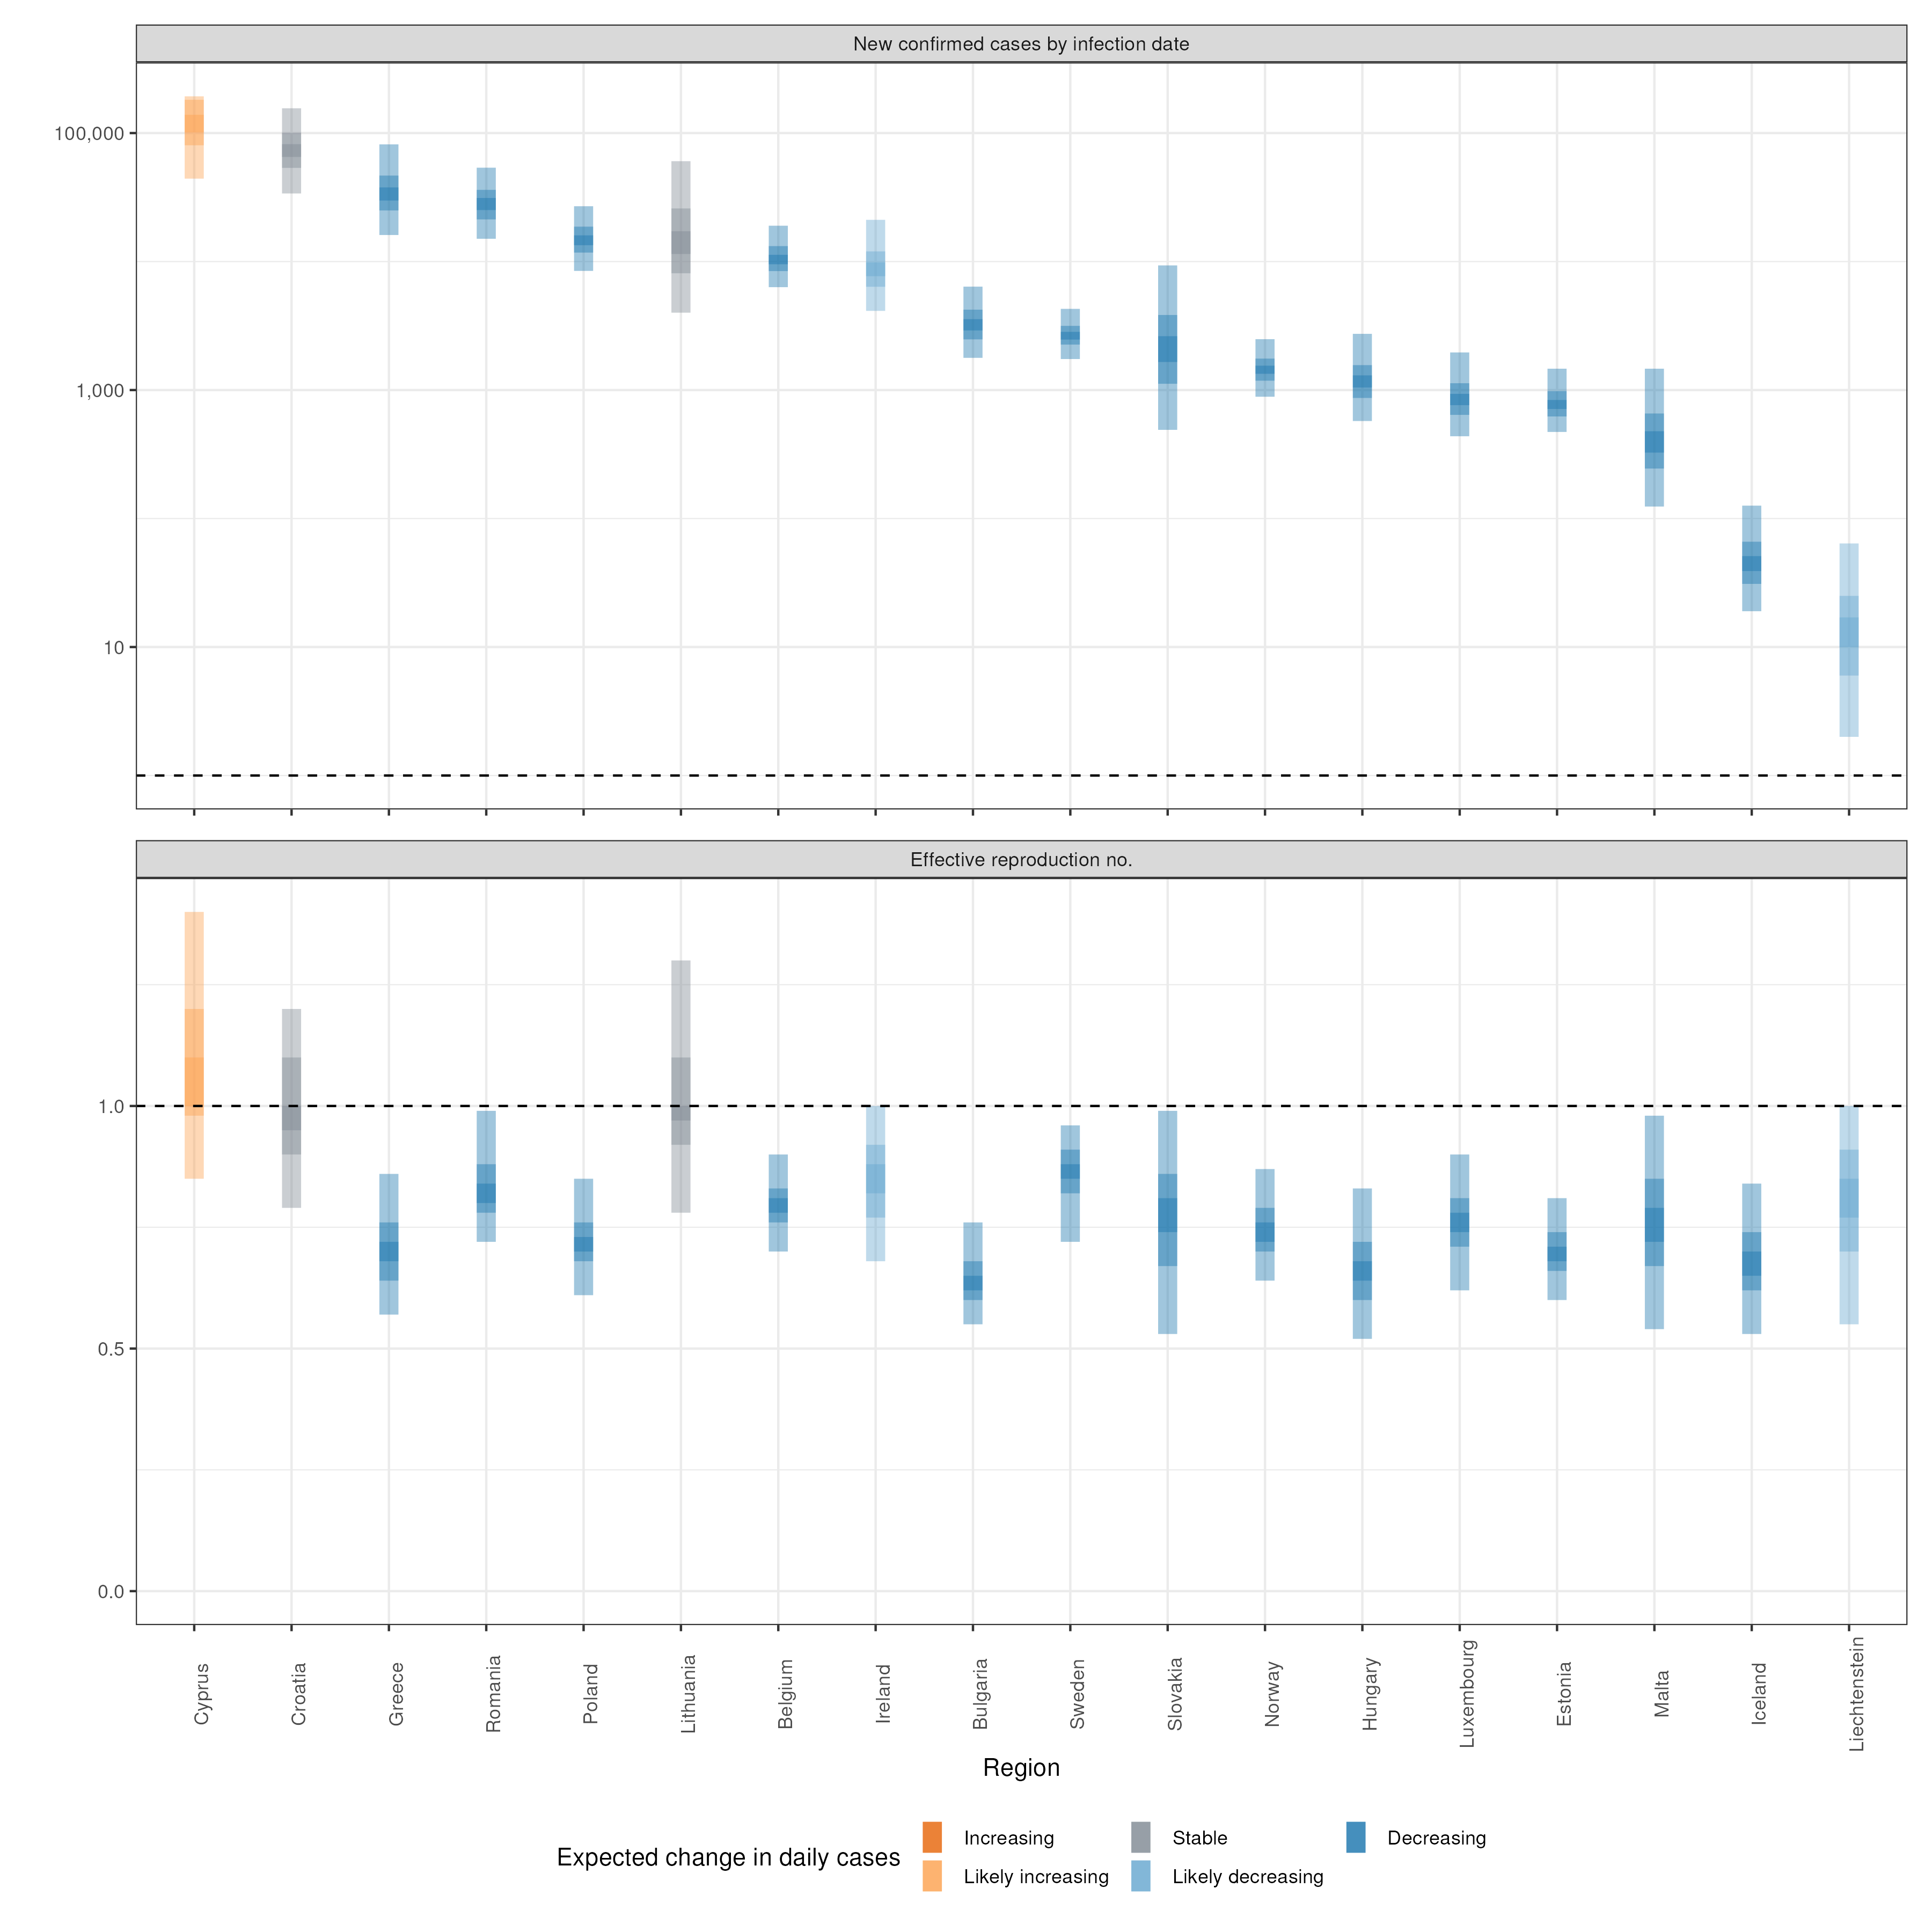 New confirmed cases by infection date
100,000
1,000
10
Effective reproduction no.
1.0
0.5
0.0
Cyprus
Croatia
Greece
Romania
Poland
Lithuania
Belgium
Ireland
Bulgaria
Sweden
Slovakia
Norway
Hungary
Luxembourg
Estonia
Malta
Iceland
Liechtenstein
Region
Expected change in daily cases
Increasing
Stable
Decreasing
Likely increasing
Likely decreasing